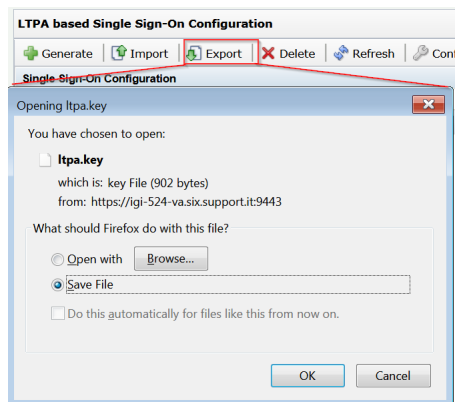 LTPA based Single Sign-On Configuration
Generate Import Export Delete Refresh Con
Single Sign-On Configuration
Opening ltpa.key
You have chosen to open:
ltpa.key
which is: key File (902 bytes)
from: https://igi-524-va.six.support.it:9443
What should Firefox do with this file?
Open with Browse...
Save File
Do this automatically for files like this from now on.
OK Cancel